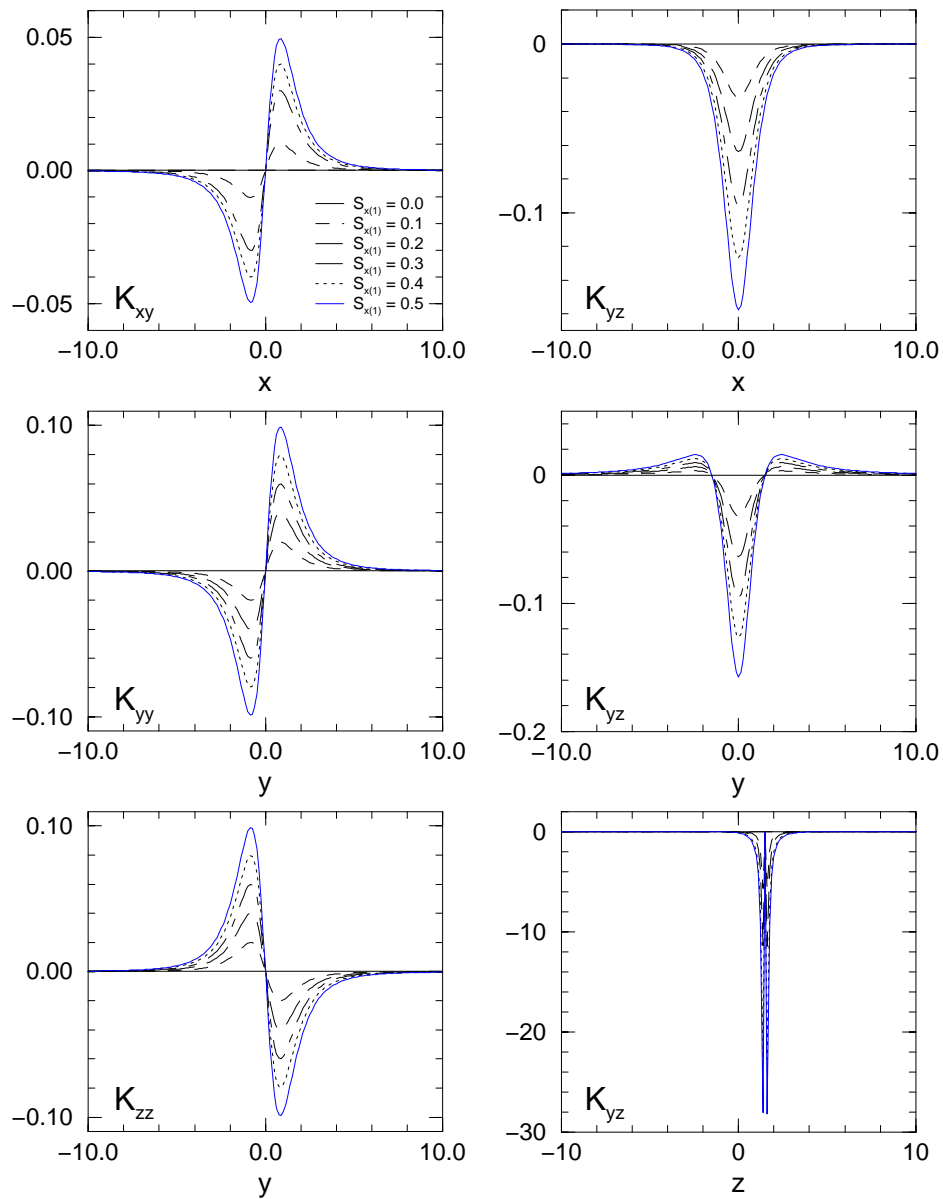 0.05
0.00
−0.05
−10.0 0.0 10.0
x
K_xy
S_x(1) = 0.0
S_x(1) = 0.1
S_x(1) = 0.2
S_x(1) = 0.3
S_x(1) = 0.4
S_x(1) = 0.5
0
−0.1
−10.0 0.0 10.0
x
K_yz
0.10
0.00
−0.10
−10.0 0.0 10.0
y
K_yy
0
−0.1
−0.2
−10.0 0.0 10.0
y
K_yz
0.10
0.00
−0.10
−10.0 0.0 10.0
y
K_zz
0
−10
−20
−30
−10 0 10
z
K_yz